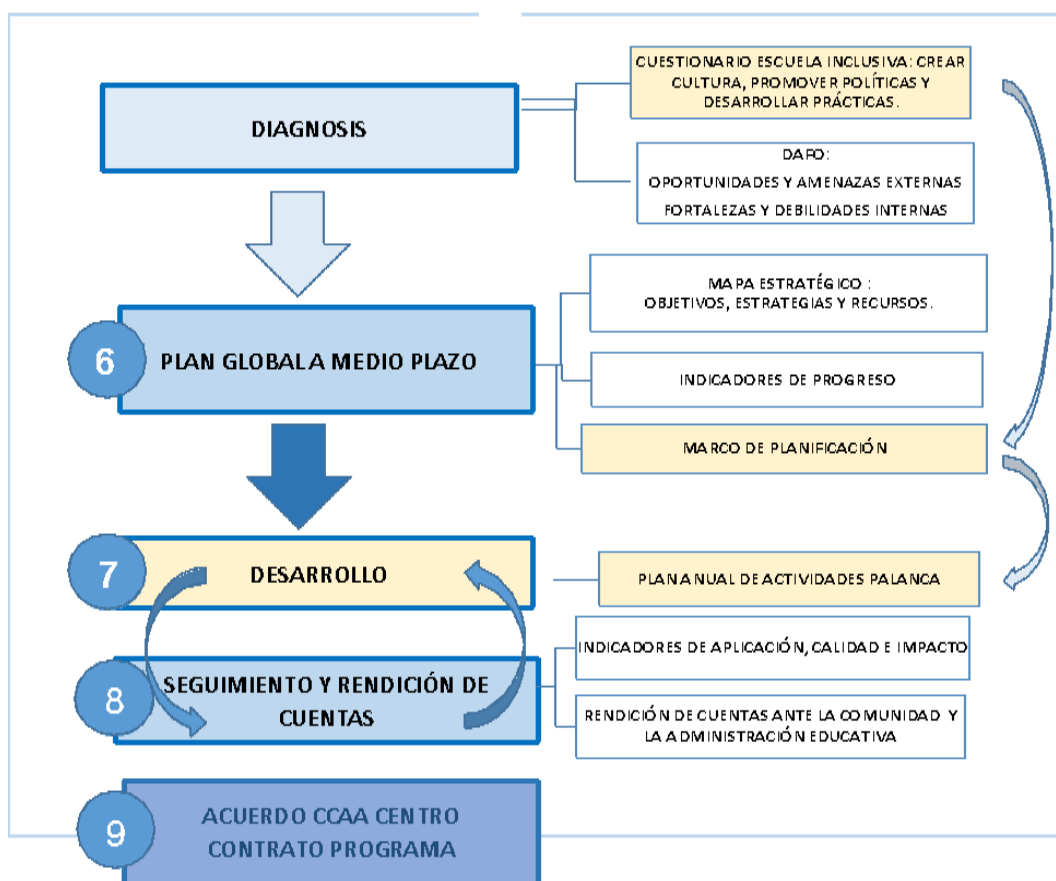 DIAGNOSIS
CUESTIONARIO ESCUELA INCLUSIVA: CREAR
CULTURA, PROMOVER POLÍTICAS Y
DESARROLLAR PRÁCTICAS.
DAFO:
OPORTUNIDADES Y AMENAZAS EXTERNAS
FORTALEZAS Y DEBILIDADES INTERNAS
6
PLAN GLOBAL A MEDIO PLAZO
MAPA ESTRATÉGICO :
OBJETIVOS, ESTRATEGIAS Y RECURSOS.
INDICADORES DE PROGRESO
MARCO DE PLANIFICACIÓN
7
DESARROLLO
PLAN ANUAL DE ACTIVIDADES PALANCA
8
SEGUIMIENTO Y RENDICIÓN DE
CUENTAS
INDICADORES DE APLICACIÓN, CALIDAD E IMPACTO
RENDICIÓN DE CUENTAS ANTE LA COMUNIDAD Y
LA ADMINISTRACIÓN EDUCATIVA
9
ACUERDO CCAA CENTRO
CONTRATO PROGRAMA